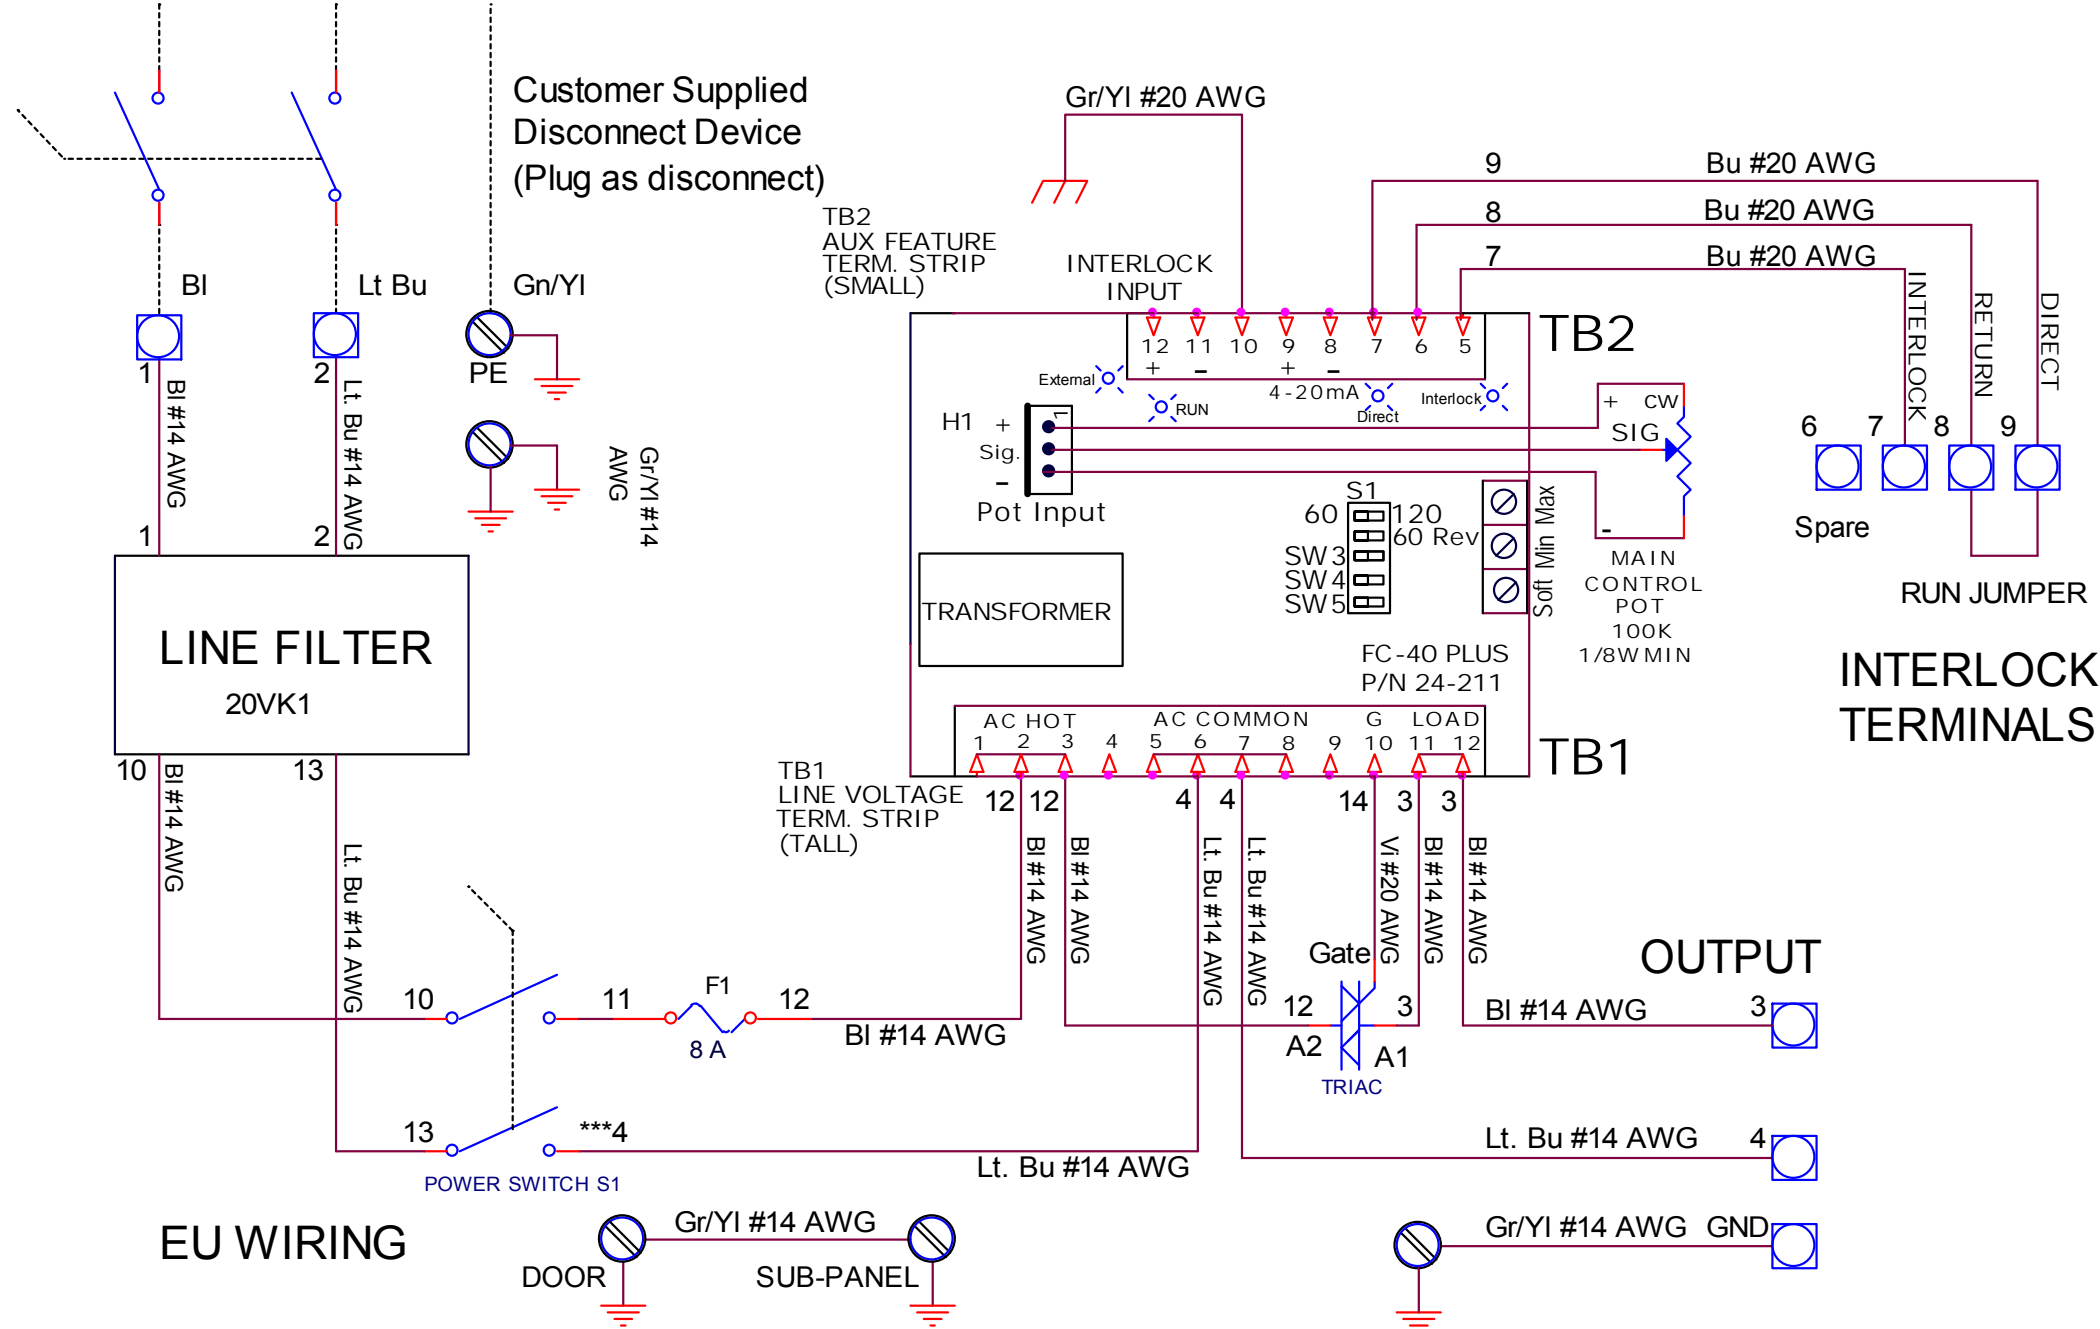 Customer Supplied
Disconnect Device
(Plug as disconnect)
Bl
Lt Bu
Gn/Yl
1
2
PE
Bl #14 AWG
Lt. Bu #14 AWG
Gr/Yl #14
AWG
1
2
LINE FILTER
20VK1
10
13
Bl #14 AWG
Lt. Bu #14 AWG
10
11
F1
8 A
12
Bl #14 AWG
13
***4
Lt. Bu #14 AWG
POWER SWITCH S1
EU WIRING
DOOR
Gr/Yl #14 AWG
SUB-PANEL
Gr/Yl #20 AWG
TB2
AUX FEATURE
TERM. STRIP
(SMALL)
INTERLOCK
INPUT
9
Bu #20 AWG
8
Bu #20 AWG
7
Bu #20 AWG
TB2
12 11 10 9 8 7 6 5
+ - + -
4-20mA
External
RUN
Direct
Interlock
H1
+
Sig.
-
1
Pot Input
+ CW
SIG
-
MAIN
CONTROL
POT
100K
1/8W MIN
S1
60
120
60 Rev
SW3
SW4
SW5
Max
Min
Soft
TRANSFORMER
FC-40 PLUS
P/N 24-211
AC HOT
AC COMMON
G
LOAD
1 2 3 4 5 6 7 8 9 10 11 12
TB1
TB1
LINE VOLTAGE
TERM. STRIP
(TALL)
12 12 4 4 14 3 3
Bl #14 AWG
Bl #14 AWG
Lt. Bu #14 AWG
Lt. Bu #14 AWG
Vi #20 AWG
Bl #14 AWG
Bl #14 AWG
Gate
12
3
A2
A1
TRIAC
INTERLOCK
RETURN
DIRECT
6 7 8 9
Spare
RUN JUMPER
INTERLOCK
TERMINALS
OUTPUT
Bl #14 AWG
3
Lt. Bu #14 AWG
4
Gr/Yl #14 AWG
GND